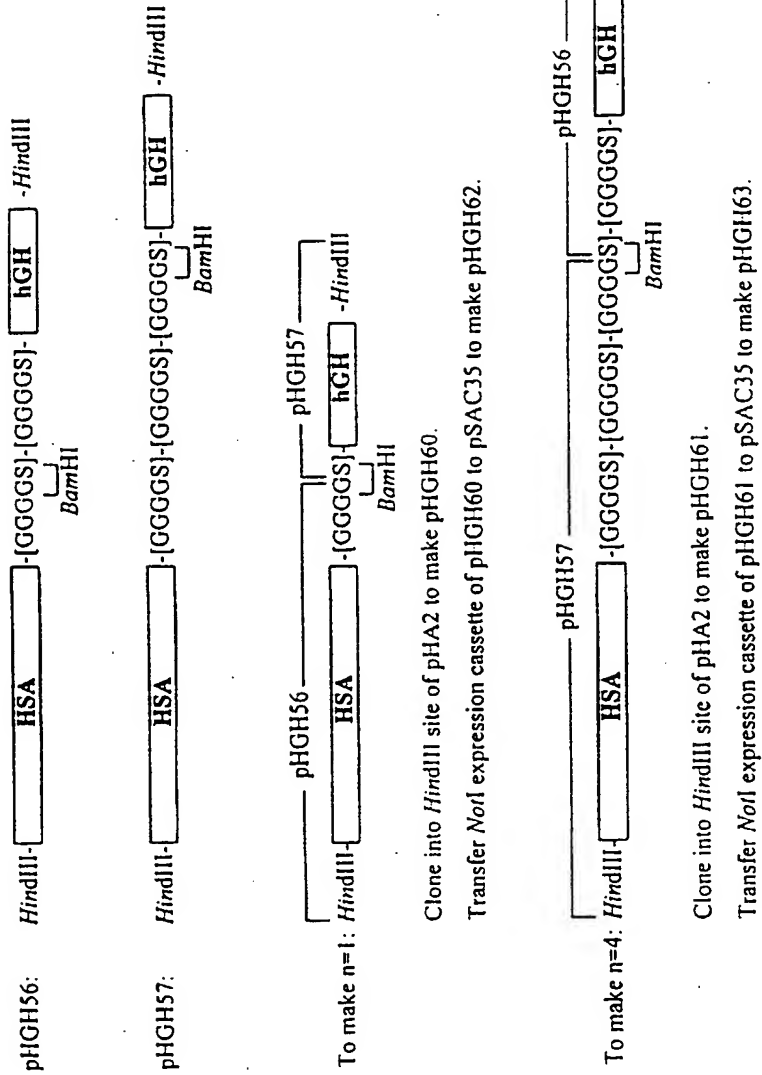 pHGH56: HindIII- HSA -[GGGGS]-[GGGGS]- hGH -HindIII
BamHI
pHGH57: HindIII- HSA -[GGGGS]-[GGGGS]-[GGGGS]- hGH -HindIII
BamHI
pHGH56 pHGH57
To make n=1: HindIII- HSA -[GGGGS]- hGH -HindIII
BamHI
Clone into HindIII site of pHA2 to make pHGH60.
Transfer NotI expression cassette of pHGH60 to pSAC35 to make pHGH62.
pHGH57 pHGH56
To make n=4: HindIII- HSA ]-[GGGGS]-[GGGGS]-[GGGGS]-[GGGGS]- hGH
BamHI
Clone into HindIII site of pHA2 to make pHGH61.
Transfer NotI expression cassette of pHGH61 to pSAC35 to make pHGH63.